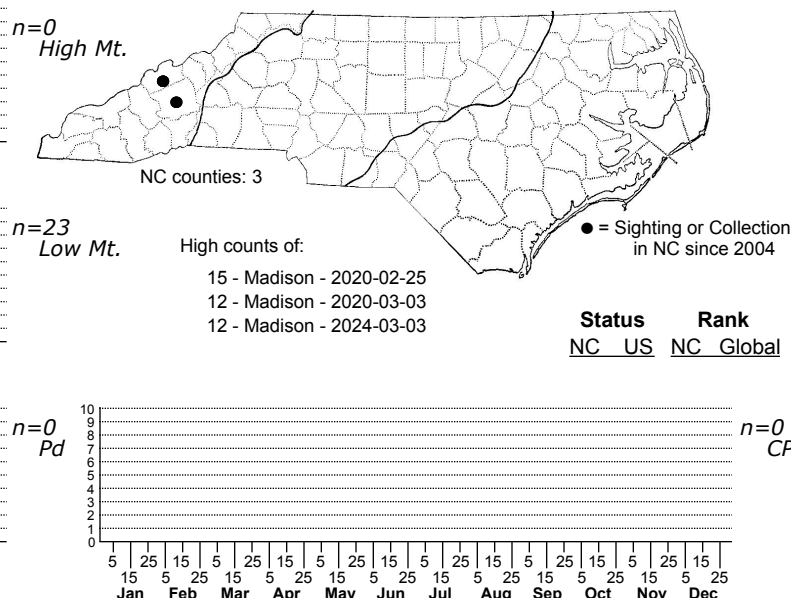 n=0
High Mt.
NC counties: 3
n=23
Low Mt.
High counts of:
15 - Madison - 2020-02-25
12 - Madison - 2020-03-03
12 - Madison - 2024-03-03
● = Sighting or Collection
in NC since 2004
Status Rank
NC US NC Global
n=0
Pd
n=0
CP
10
9
8
7
6
5
4
3
2
1
0
5 25 15 5 25 15 5 25 15 5 25 15 5 25 15 5 25 15
15 5 25 15 5 25 15 5 25 15 5 25 15 5 25 15 5 25
Jan Feb Mar Apr May Jun Jul Aug Sep Oct Nov Dec